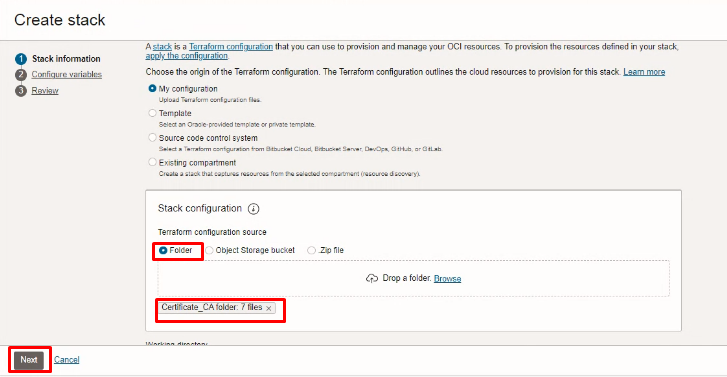 Create stack
1 Stack information
2 Configure variables
3 Review
A stack is a Terraform configuration that you can use to provision and manage your OCI resources. To provision the resources defined in your stack,
apply the configuration.
Choose the origin of the Terraform configuration. The Terraform configuration outlines the cloud resources to provision for this stack. Learn more
My configuration
Upload Terraform configuration files.
Template
Select an Oracle-provided template or private template.
Source code control system
Select a Terraform configuration from Bitbucket Cloud, Bitbucket Server, DevOps, GitHub, or GitLab.
Existing compartment
Create a stack that captures resources from the selected compartment (resource discovery).
Stack configuration i
Terraform configuration source
Folder Object Storage bucket .Zip file
Drop a folder. Browse
Certificate_CA folder: 7 files ×
Working directory
Next Cancel